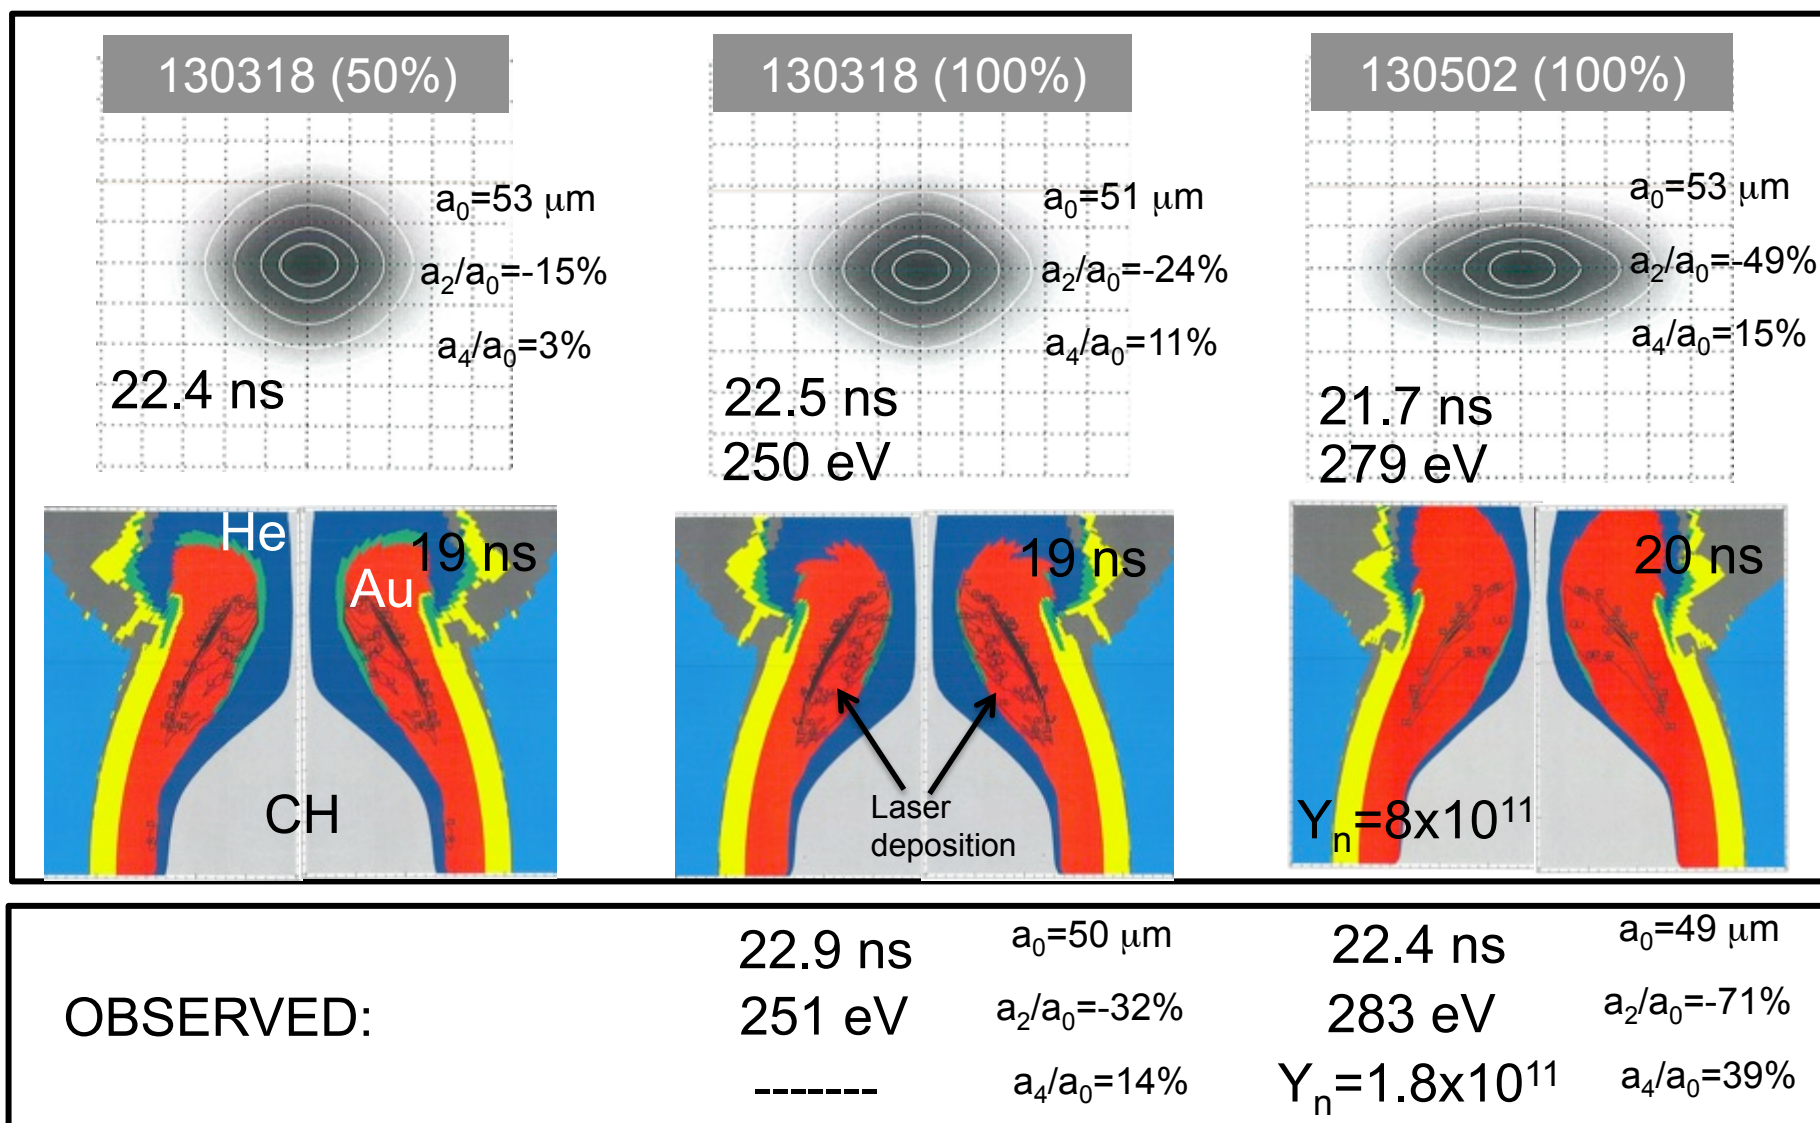 130318 (50%)
a₀=53 μm
a₂/a₀=-15%
a₄/a₀=3%
22.4 ns
130318 (100%)
a₀=51 μm
a₂/a₀=-24%
a₄/a₀=11%
22.5 ns
250 eV
130502 (100%)
a₀=53 μm
a₂/a₀=-49%
a₄/a₀=15%
21.7 ns
279 eV
He
19 ns
Au
CH
19 ns
Laser
deposition
20 ns
Yₙ=8x10¹¹
OBSERVED:
22.9 ns
251 eV
-------
a₀=50 μm
a₂/a₀=-32%
a₄/a₀=14%
22.4 ns
283 eV
Yₙ=1.8x10¹¹
a₀=49 μm
a₂/a₀=-71%
a₄/a₀=39%